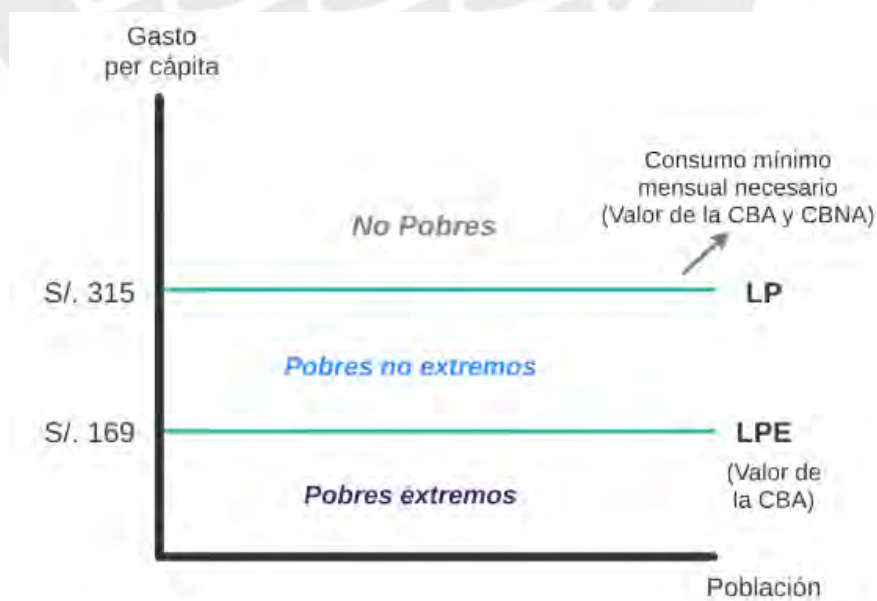 Gasto
per cápita
Consumo mínimo
mensual necesario
(Valor de la CBA y CBNA)
No Pobres
S/. 315
LP
Pobres no extremos
S/. 169
LPE
(Valor de
la CBA)
Pobres extremos
Población